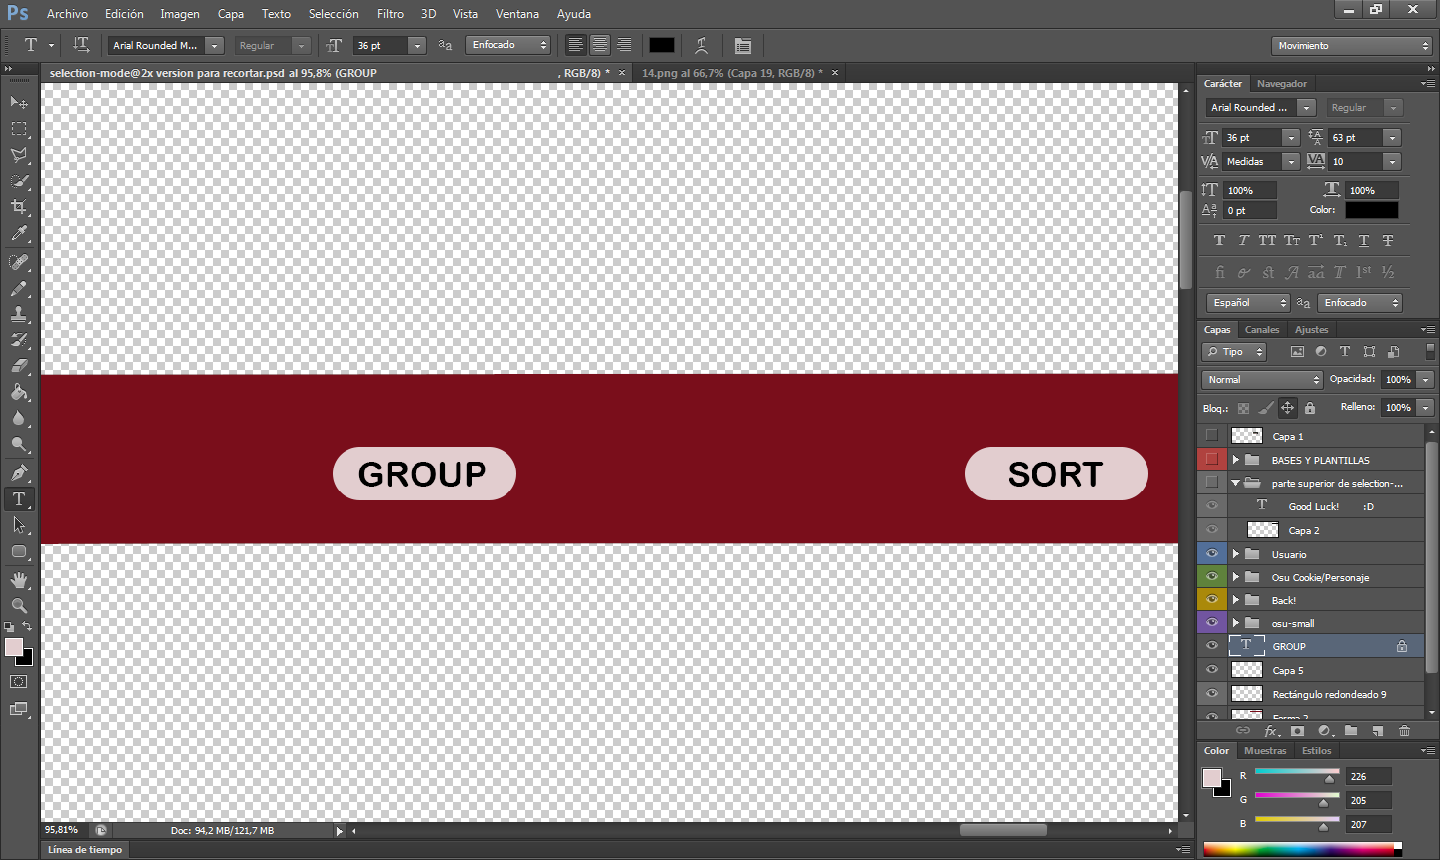 Ps Archivo Edición Imagen Capa Texto Selección Filtro 3D Vista Ventana Ayuda
T Arial Rounded M... Regular 36 pt Enfocado Movimiento
selection-mode@2x version para recortar.psd al 95,8% (GROUP , RGB/8) * × 14.png al 66,7% (Capa 19, RGB/8) * ×
Carácter Navegador
Arial Rounded ... Regular
36 pt 63 pt
Medidas 10
100% 100%
0 pt Color:
Español Enfocado
Capas Canales Ajustes
Tipo
Normal Opacidad: 100%
Bloq.: Relleno: 100%
Capa 1
BASES Y PLANTILLAS
parte superior de selection-...
Good Luck! :D
Capa 2
Usuario
Osu Cookie/Personaje
Back!
osu-small
GROUP
Capa 5
Rectángulo redondeado 9
Forma 2
Color Muestras Estilos
R 226
G 205
B 207
GROUP SORT
95,81% Doc: 94,2 MB/121,7 MB
Línea de tiempo